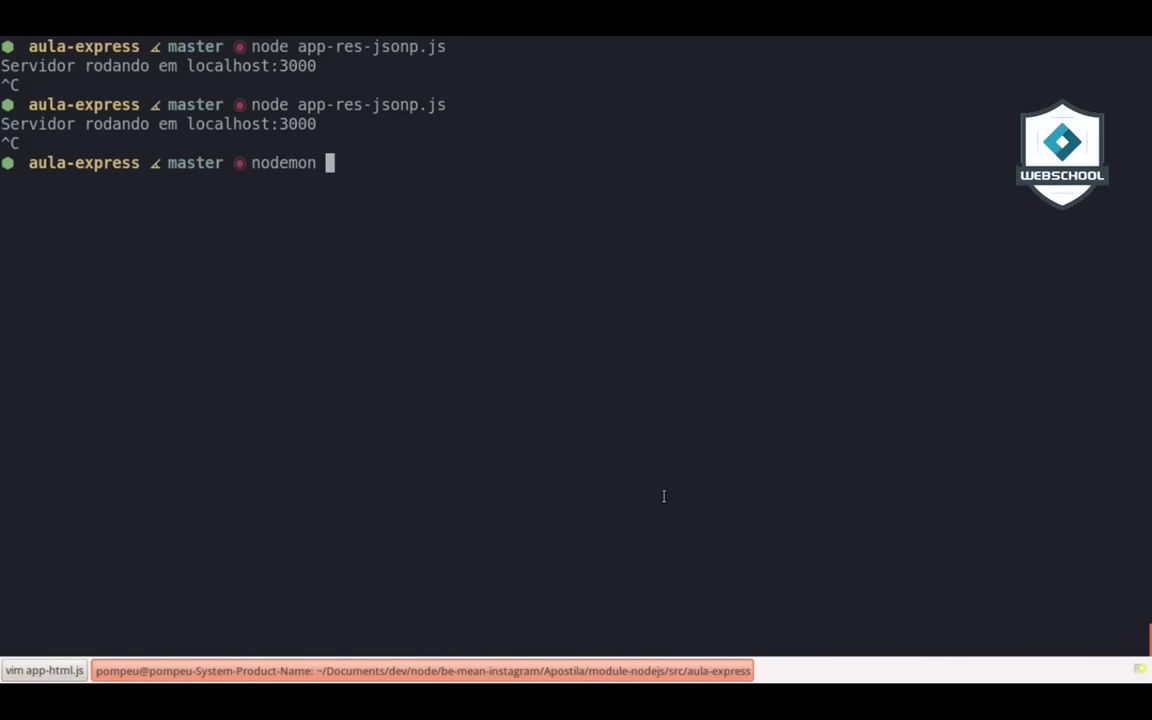 aula-express master node app-res-jsonp.js
Servidor rodando em localhost:3000
^C
aula-express master node app-res-jsonp.js
Servidor rodando em localhost:3000
^C
aula-express master nodemon
WEBSCHOOL
vim app-html.js
pompeu@pompeu-System-Product-Name: ~/Documents/dev/node/be-mean-instagram/Apostila/module-nodejs/src/aula-express